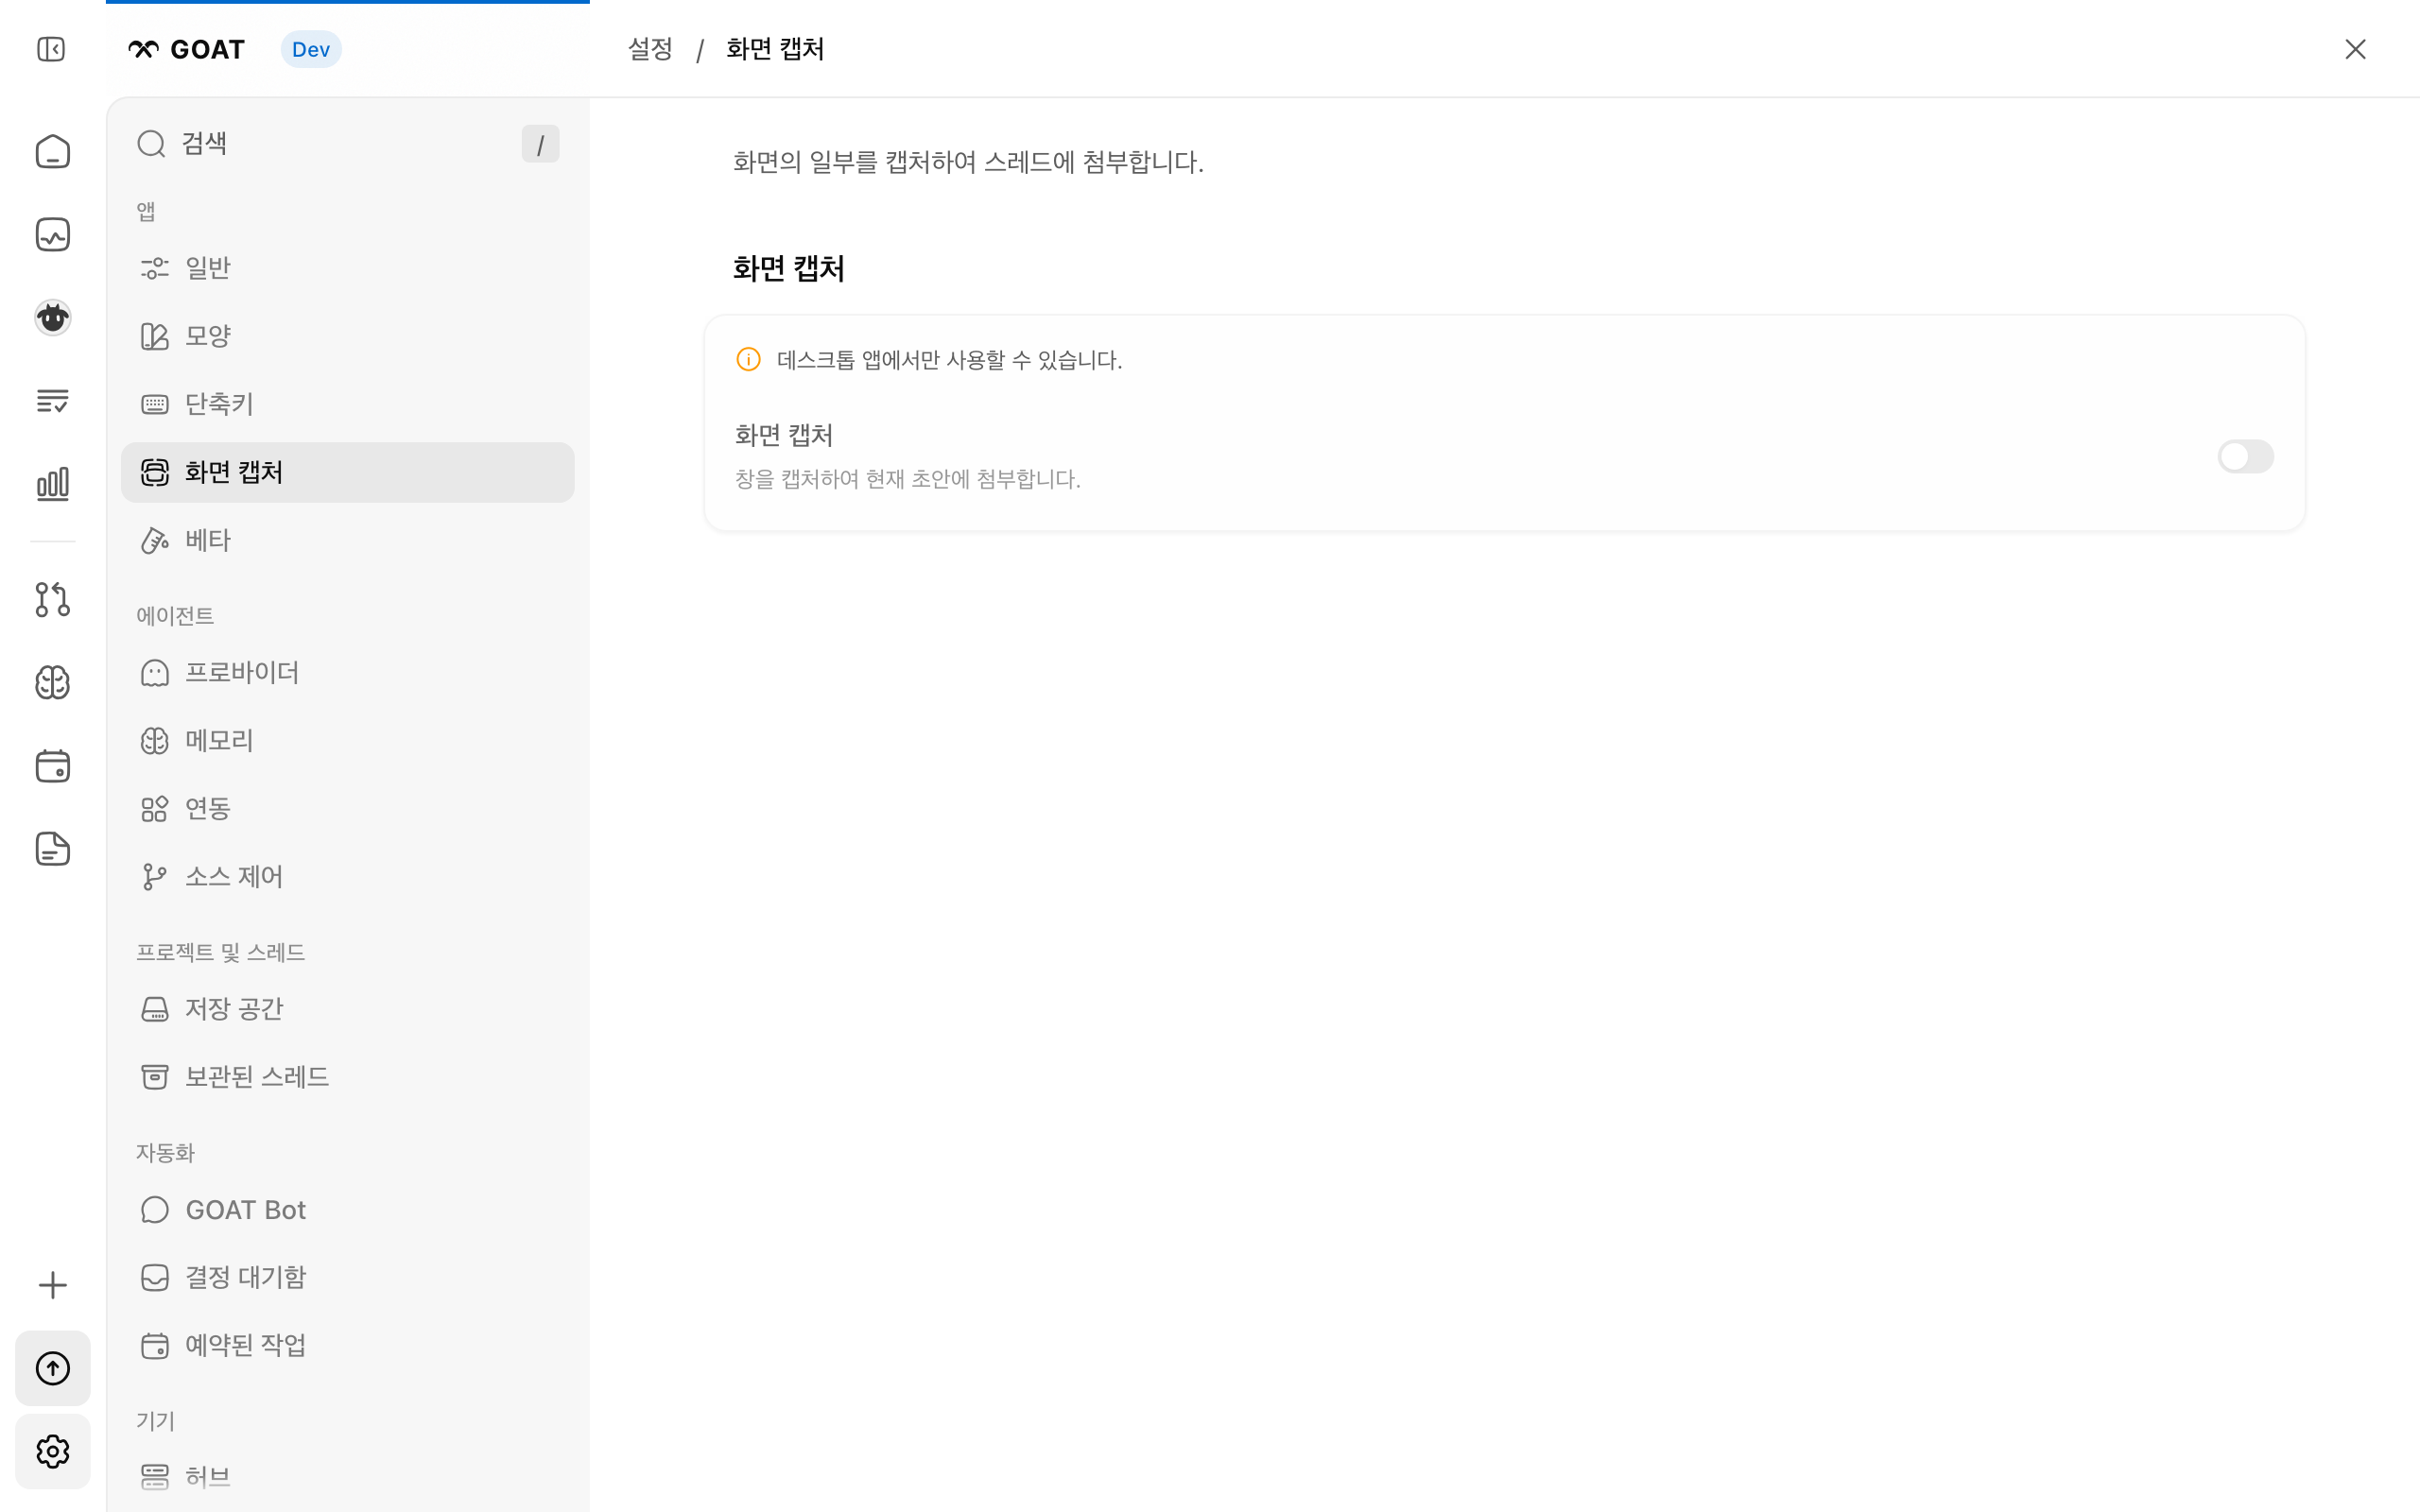 GOAT
Dev
설정 / 화면 캡처
검색
/
앱
일반
모양
단축키
화면 캡처
베타
에이전트
프로바이더
메모리
연동
소스 제어
프로젝트 및 스레드
저장 공간
보관된 스레드
자동화
GOAT Bot
결정 대기함
예약된 작업
기기
허브
화면의 일부를 캡처하여 스레드에 첨부합니다.
화면 캡처
데스크톱 앱에서만 사용할 수 있습니다.
화면 캡처
창을 캡처하여 현재 초안에 첨부합니다.